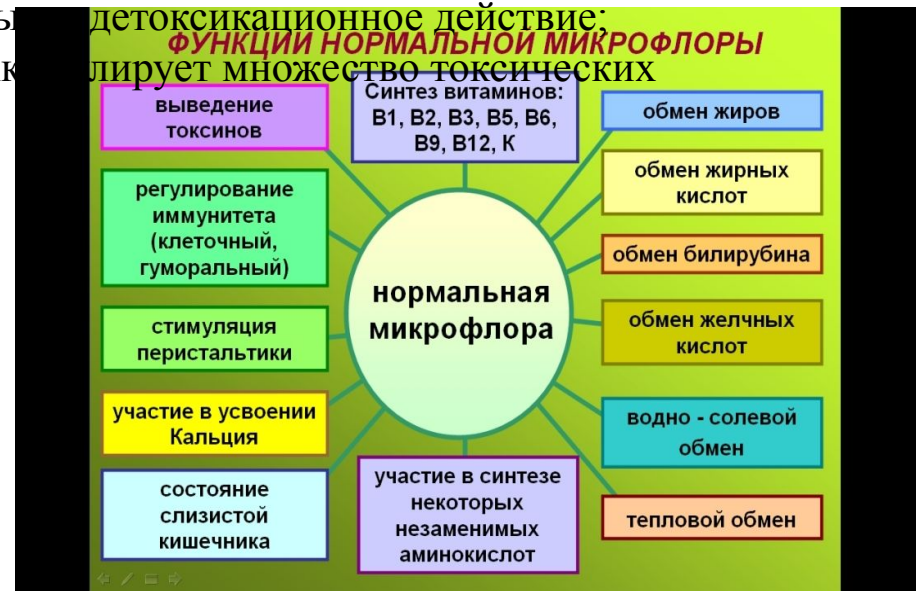 детоксикационное действие;
ФУНКЦИИ НОРМАЛЬНОЙ МИКРОФЛОРЫ
множество токсических
выведение
токсинов
Синтез витаминов:
В1, В2, В3, В5, В6,
В9, В12, К
обмен жиров
регулирование
иммунитета
(клеточный,
гуморальный)
обмен жирных
кислот
обмен билирубина
нормальная
микрофлора
стимуляция
перистальтики
обмен желчных
кислот
участие в усвоении
Кальция
водно - солевой
обмен
состояние
слизистой
кишечника
участие в синтезе
некоторых
незаменимых
аминокислот
тепловой обмен